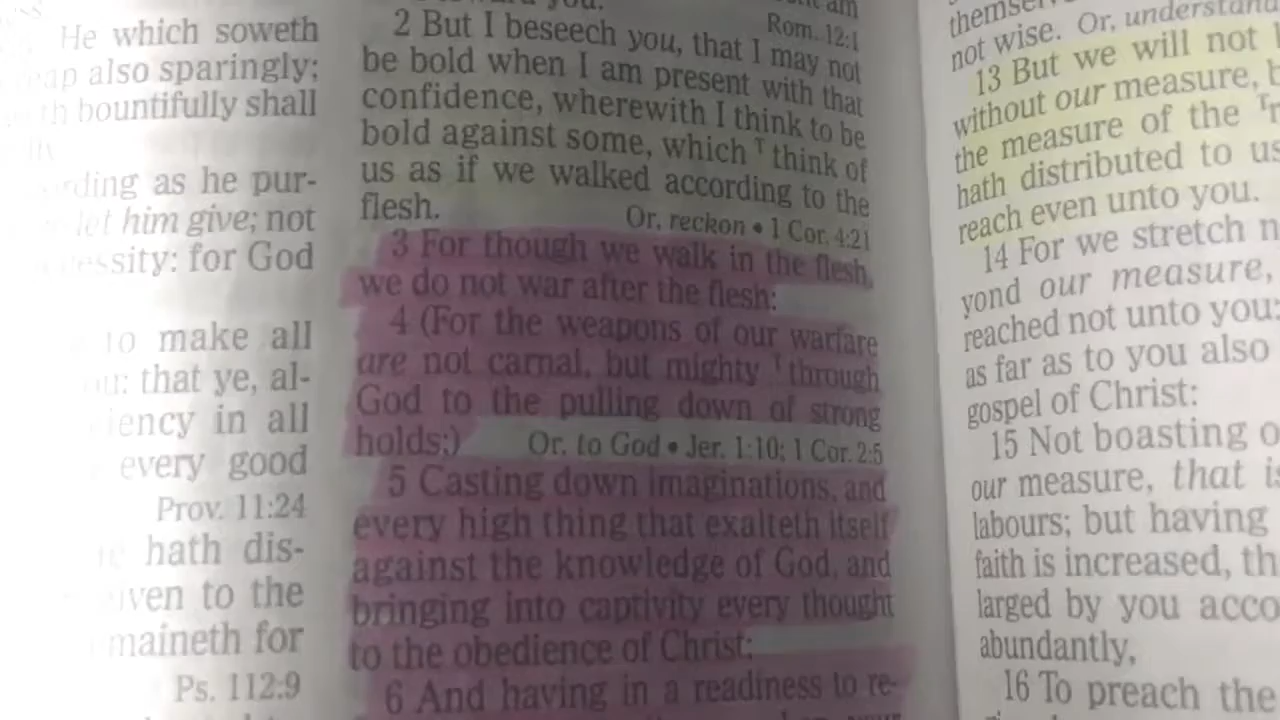 He which soweth
also sparingly;
bountifully shall
as he pur-
let him give; not
for God
to make all
that ye, al-
in all
every good
Prov. 11:24
hath dis-
to the
for
Ps. 112:9
am
Rom. 12:1
2 But I beseech you, that I may not
be bold when I am present with that
confidence, wherewith I think to be
bold against some, which ᵀ think of
us as if we walked according to the
flesh. Or, reckon • 1 Cor. 4:21
3 For though we walk in the flesh,
we do not war after the flesh:
4 (For the weapons of our warfare
are not carnal, but mighty ᵀ through
God to the pulling down of strong
holds;) Or, to God • Jer. 1:10; 1 Cor. 2:5
5 Casting down imaginations, and
every high thing that exalteth itself
against the knowledge of God, and
bringing into captivity every thought
to the obedience of Christ;
6 And having in a readiness to re-
your
not wise. Or, understand
13 But we will not
without our measure,
the measure of the
hath distributed to us
reach even unto you.
14 For we stretch
yond our measure,
reached not unto you:
as far as to you also
gospel of Christ:
15 Not boasting
our measure, that
labours; but having
faith is increased,
larged by you
abundantly,
16 To preach the